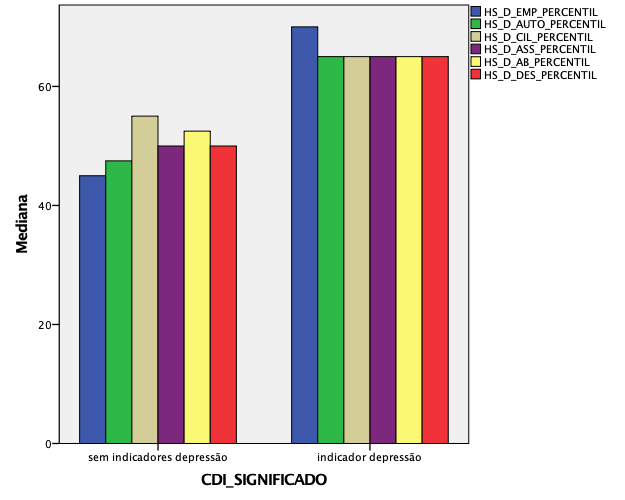 HS_D_EMP_PERCENTIL
HS_D_AUTO_PERCENTIL
HS_D_CIL_PERCENTIL
HS_D_ASS_PERCENTIL
HS_D_AB_PERCENTIL
HS_D_DES_PERCENTIL
Mediana
60
40
20
0
sem indicadores depressão
indicador depressão
CDI_SIGNIFICADO